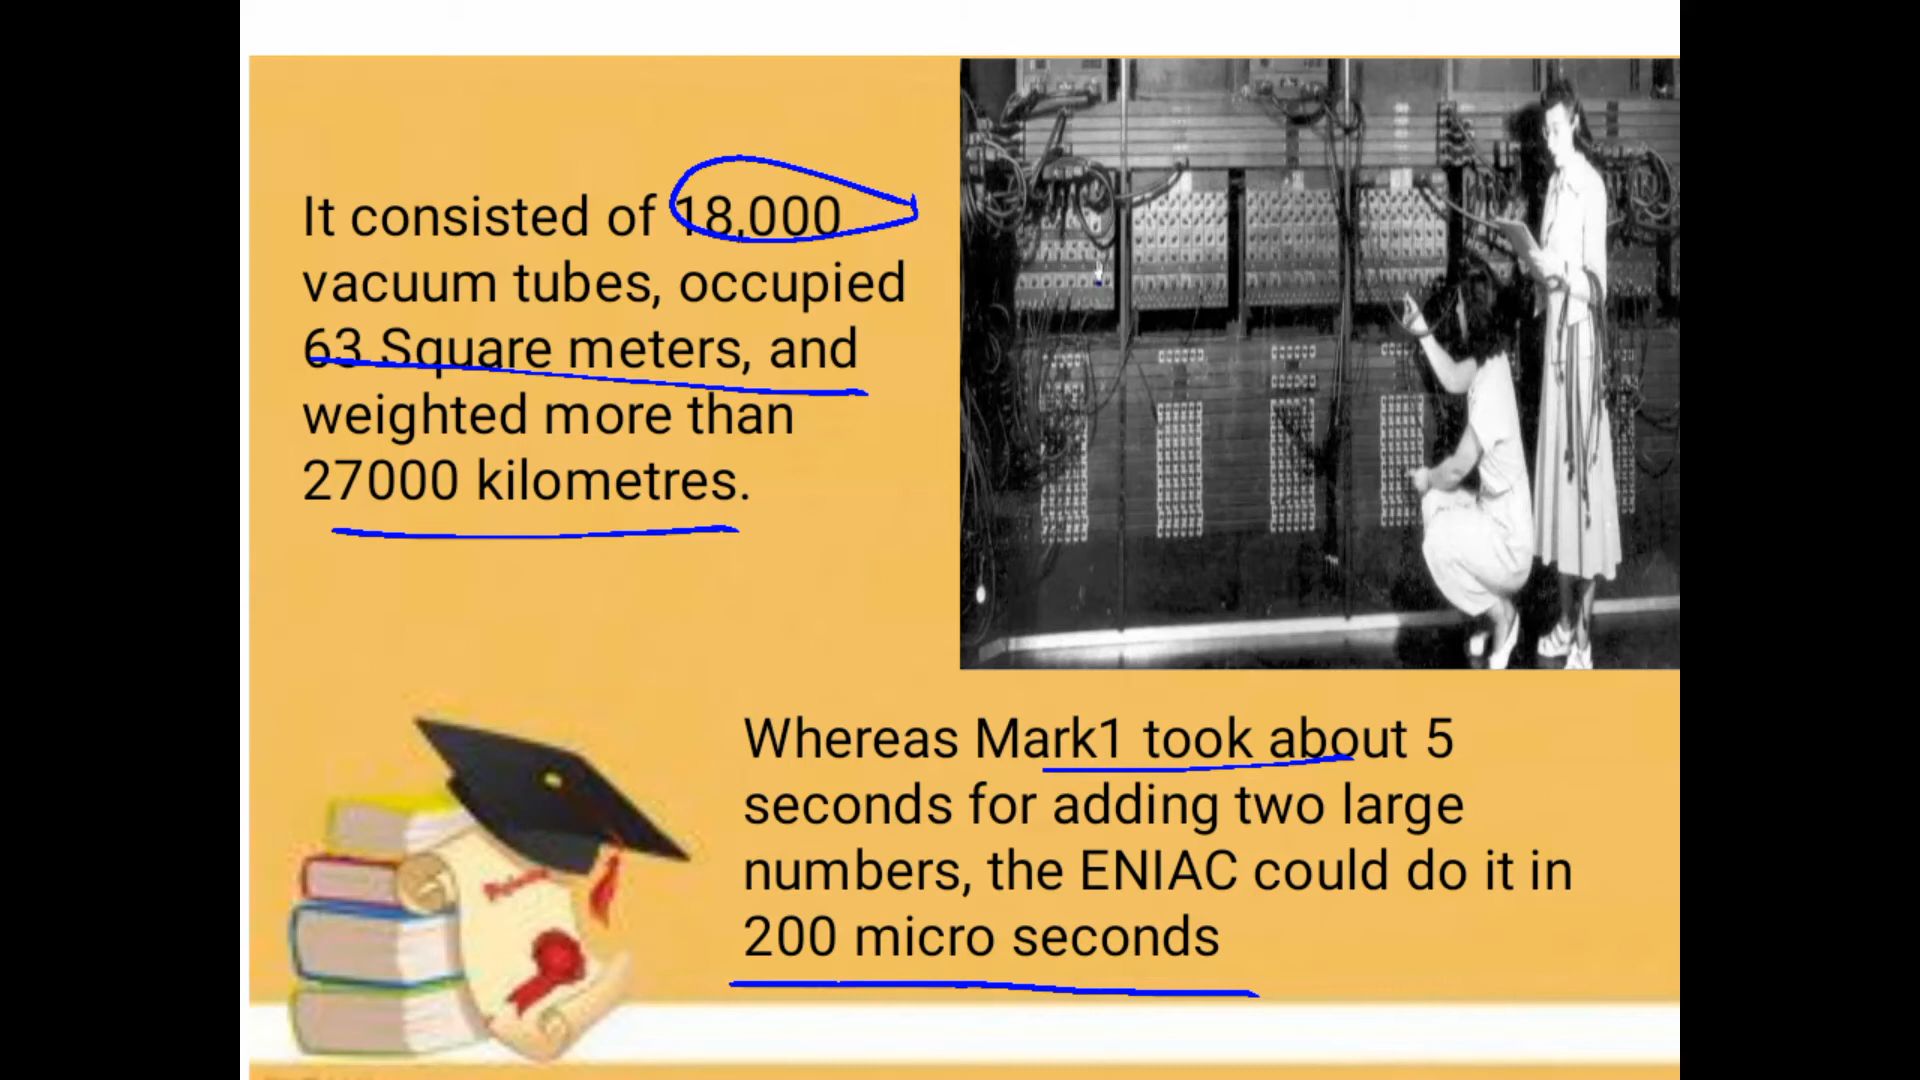 It consisted of 18,000
vacuum tubes, occupied
63 Square meters, and
weighted more than
27000 kilometres.
Whereas Mark1 took about 5
seconds for adding two large
numbers, the ENIAC could do it in
200 micro seconds